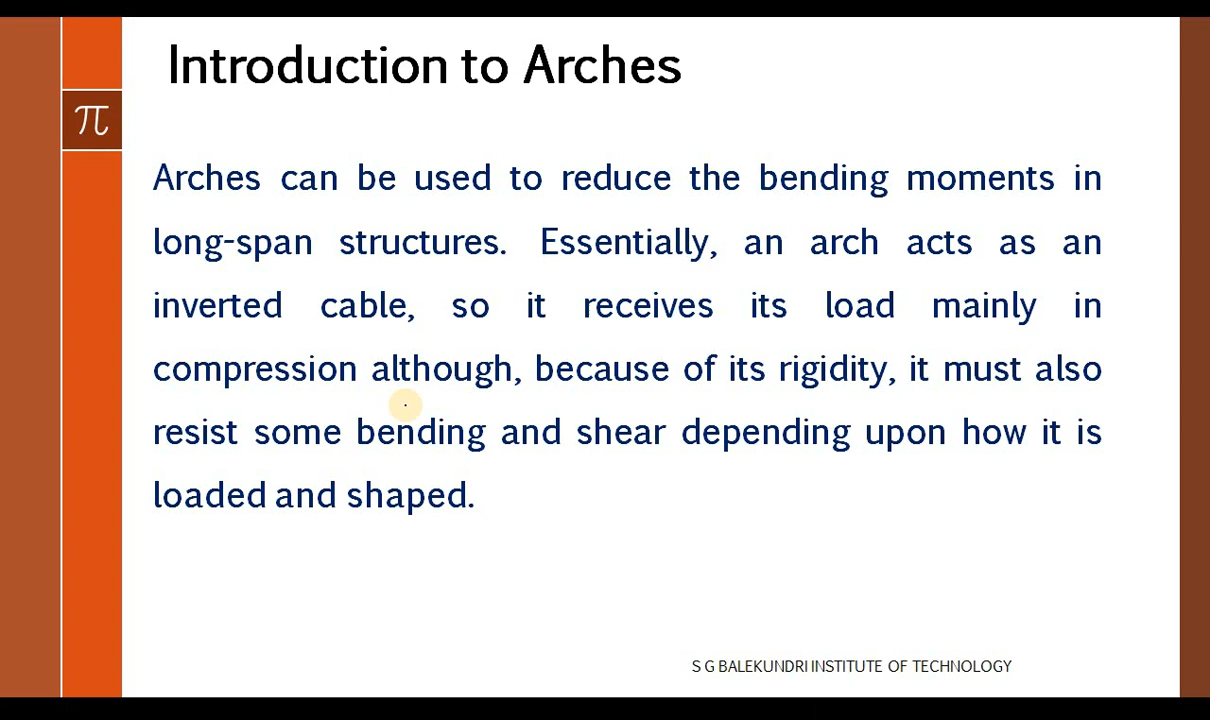 Introduction to Arches
π
Arches can be used to reduce the bending moments in
long-span structures. Essentially, an arch acts as an
inverted cable, so it receives its load mainly in
compression although, because of its rigidity, it must also
resist some bending and shear depending upon how it is
loaded and shaped.
S G BALEKUNDRI INSTITUTE OF TECHNOLOGY